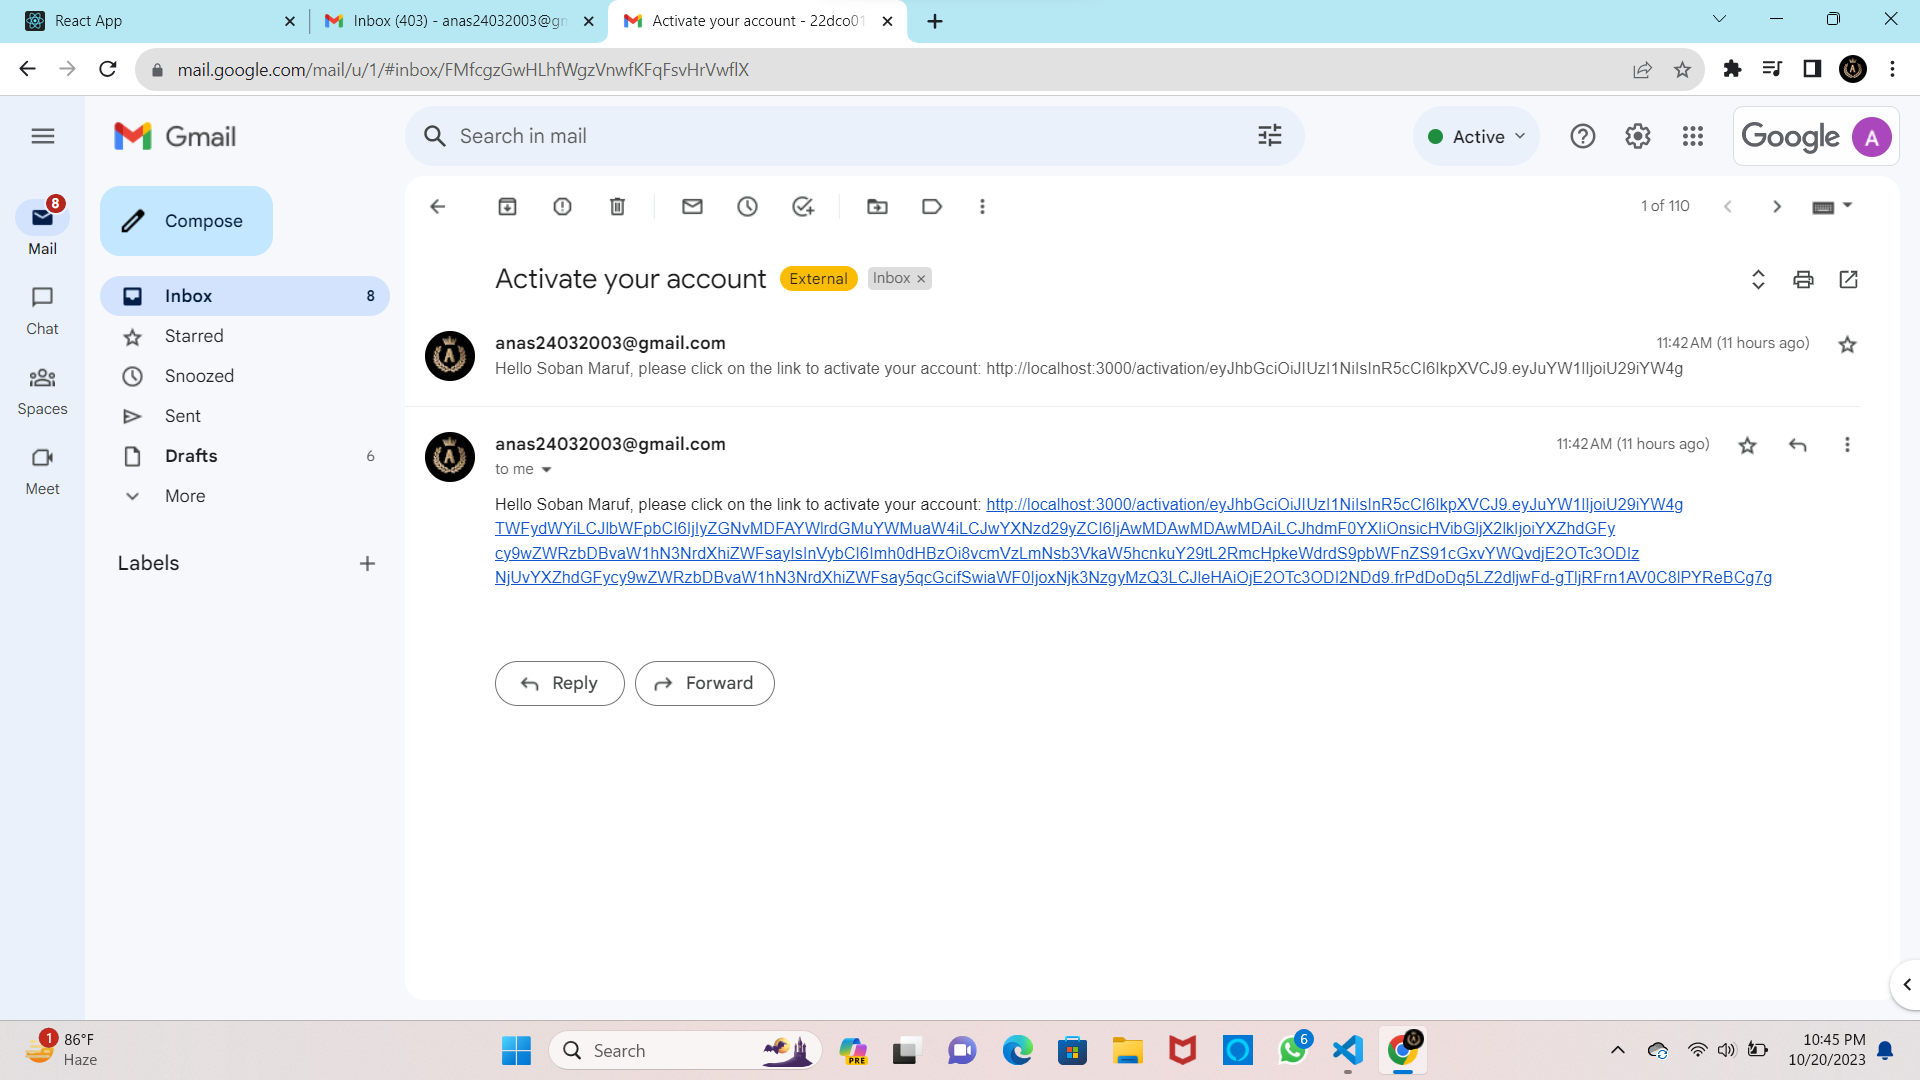 React App
Inbox (403) - anas24032003@gm
Activate your account - 22dco01
mail.google.com/mail/u/1/#inbox/FMfcgzGwHLhfWgzVnwfKFqFsvHrVwflX
Gmail
Search in mail
Active
Google
A
8
Mail
Compose
1 of 110
Chat
Spaces
Meet
Inbox 8
Starred
Snoozed
Sent
Drafts 6
More
Labels
Activate your account External Inbox
anas24032003@gmail.com 11:42 AM (11 hours ago)
Hello Soban Maruf, please click on the link to activate your account: http://localhost:3000/activation/eyJhbGciOiJIUzI1NiIsInR5cCI6IkpXVCJ9.eyJuYW1lIjoiU29iYW4g
anas24032003@gmail.com 11:42 AM (11 hours ago)
to me
Hello Soban Maruf, please click on the link to activate your account: http://localhost:3000/activation/eyJhbGciOiJIUzI1NiIsInR5cCI6IkpXVCJ9.eyJuYW1lIjoiU29iYW4g
TWFydWYiLCJlbWFpbCI6IjIyZGNvMDFAYWlrdGMuYWMuaW4iLCJwYXNzd29yZCI6IjAwMDAwMDAwMDAiLCJhdmF0YXIiOnsicHVibGljX2lkIjoiYXZhdGFy
cy9wZWRzbDBvaW1hN3NrdXhiZWFsayIsInVybCI6Imh0dHBzOi8vcmVzLmNsb3VkaW5hcnkuY29tL2RmcHpkeWdrdS9pbWFnZS91cGxvYWQvdjE2OTc3ODIz
NjUvYXZhdGFycy9wZWRzbDBvaW1hN3NrdXhiZWFsay5qcGcifSwiaWF0IjoxNjk3NzgyMzQ3LCJleHAiOjE2OTc3ODI2NDd9.frPdDoDq5LZ2dljwFd-gTljRFrn1AV0C8lPYReBCg7g
Reply
Forward
1
86°F
Haze
Search
PRE
6
10:45 PM
10/20/2023